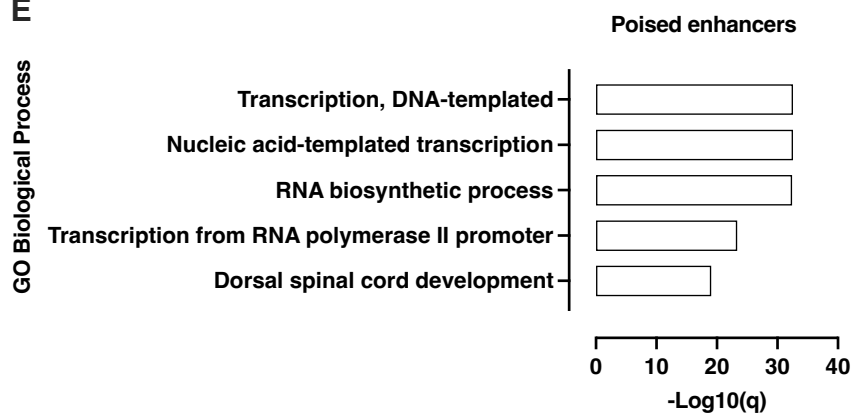 E
Poised enhancers
GO Biological Process
Transcription, DNA-templated
Nucleic acid-templated transcription
RNA biosynthetic process
Transcription from RNA polymerase II promoter
Dorsal spinal cord development
0 10 20 30 40
-Log10(q)